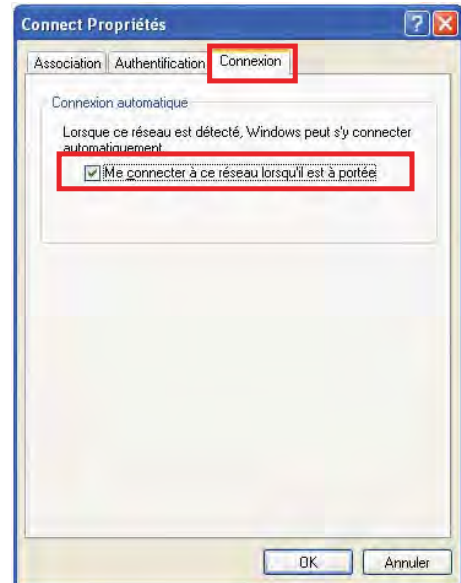 Connect Propriétés
Association Authentification Connexion
Connexion automatique
Lorsque ce réseau est détecté, Windows peut s'y connecter
automatiquement.
Me connecter à ce réseau lorsqu'il est à portée
OK Annuler